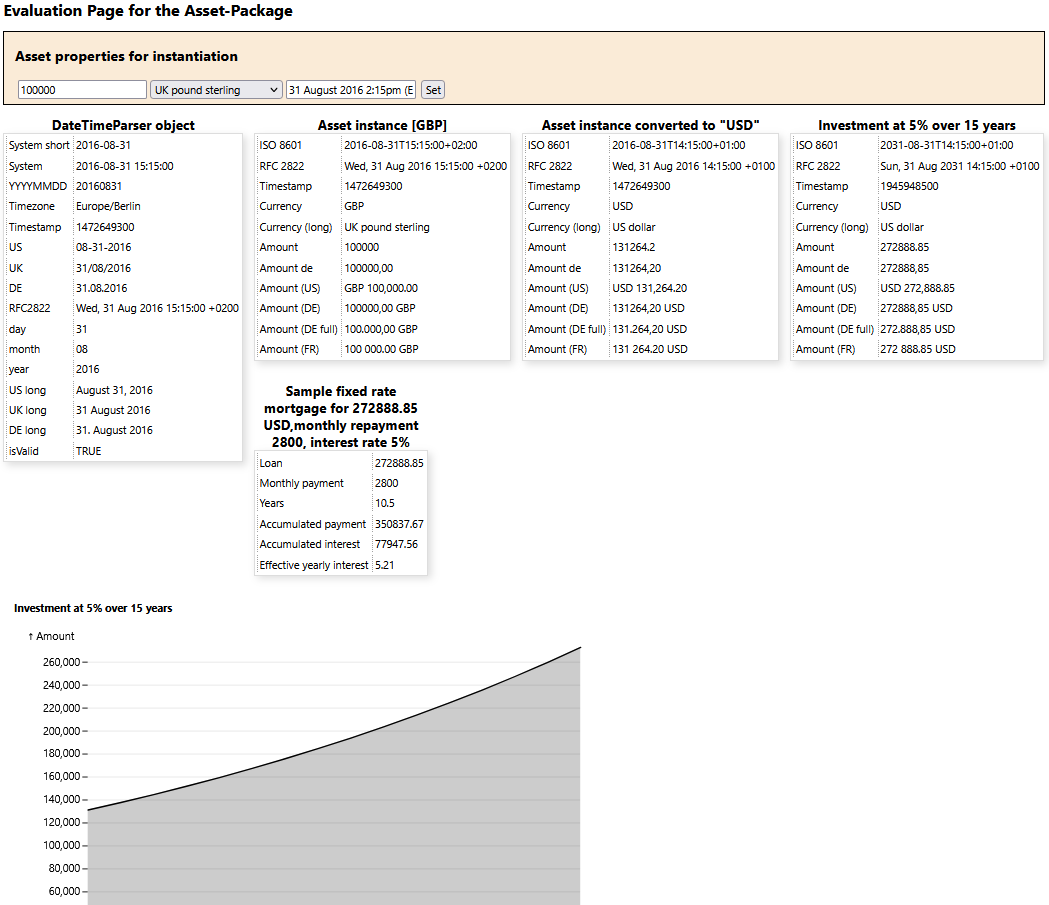 Evaluation Page for the Asset-Package
Asset properties for instantiation
100000 UK pound sterling 31 August 2016 2:15pm (E Set
DateTimeParser object
System short 2016-08-31
System 2016-08-31 15:15:00
YYYYMMDD 20160831
Timezone Europe/Berlin
Timestamp 1472649300
US 08-31-2016
UK 31/08/2016
DE 31.08.2016
RFC2822 Wed, 31 Aug 2016 15:15:00 +0200
day 31
month 08
year 2016
US long August 31, 2016
UK long 31 August 2016
DE long 31. August 2016
isValid TRUE
Asset instance [GBP]
ISO 8601 2016-08-31T15:15:00+02:00
RFC 2822 Wed, 31 Aug 2016 15:15:00 +0200
Timestamp 1472649300
Currency GBP
Currency (long) UK pound sterling
Amount 100000
Amount de 100000,00
Amount (US) GBP 100,000.00
Amount (DE) 100000,00 GBP
Amount (DE full) 100.000,00 GBP
Amount (FR) 100 000.00 GBP
Asset instance converted to "USD"
ISO 8601 2016-08-31T14:15:00+01:00
RFC 2822 Wed, 31 Aug 2016 14:15:00 +0100
Timestamp 1472649300
Currency USD
Currency (long) US dollar
Amount 131264.2
Amount de 131264,20
Amount (US) USD 131,264.20
Amount (DE) 131264,20 USD
Amount (DE full) 131.264,20 USD
Amount (FR) 131 264.20 USD
Investment at 5% over 15 years
ISO 8601 2031-08-31T14:15:00+01:00
RFC 2822 Sun, 31 Aug 2031 14:15:00 +0100
Timestamp 1945948500
Currency USD
Currency (long) US dollar
Amount 272888.85
Amount de 272888,85
Amount (US) USD 272,888.85
Amount (DE) 272888,85 USD
Amount (DE full) 272.888,85 USD
Amount (FR) 272 888.85 USD
Sample fixed rate
mortgage for 272888.85
USD,monthly repayment
2800, interest rate 5%
Loan 272888.85
Monthly payment 2800
Years 10.5
Accumulated payment 350837.67
Accumulated interest 77947.56
Effective yearly interest 5.21
Investment at 5% over 15 years
↑ Amount
260,000
240,000
220,000
200,000
180,000
160,000
140,000
120,000
100,000
80,000
60,000